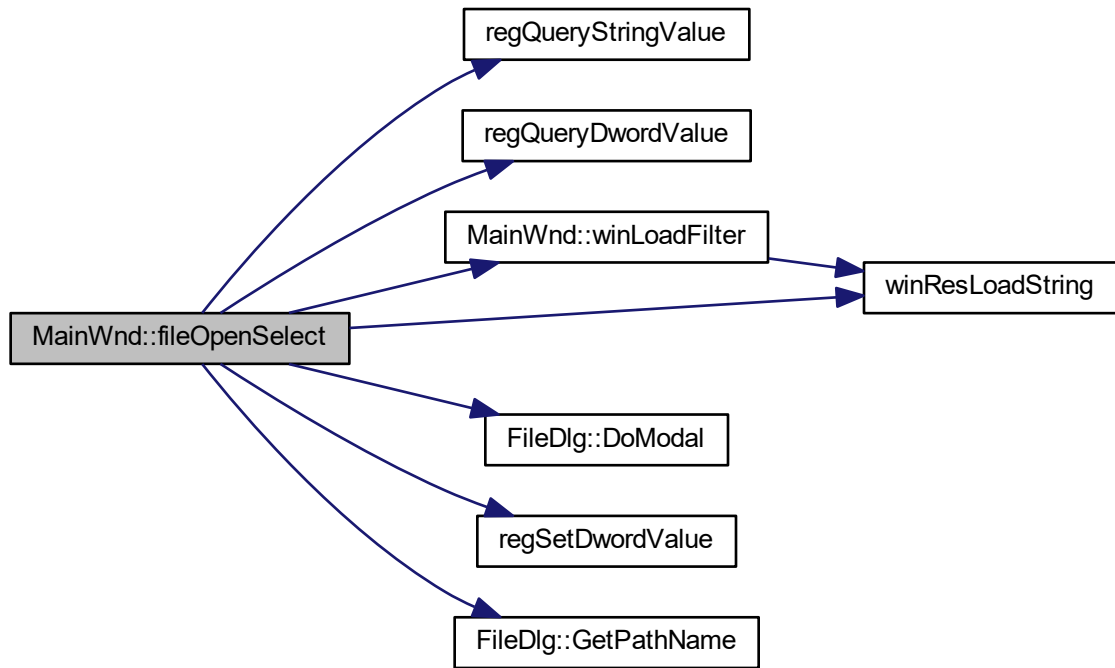 regQueryStringValue
regQueryDwordValue
MainWnd::winLoadFilter
winResLoadString
MainWnd::fileOpenSelect
FileDlg::DoModal
regSetDwordValue
FileDlg::GetPathName